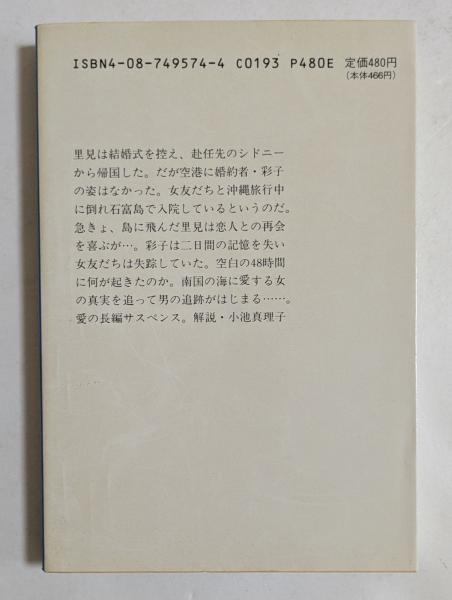 ISBN4-08-749574-4 C0193 P480E 定価480円
(本体466円)
里見は結婚式を控え、赴任先のシドニー
から帰国した。だが空港に婚約者・彩子
の姿はなかった。女友だちと沖縄旅行中
に倒れ石富島で入院しているというのだ。
急きょ、島に飛んだ里見は恋人との再会
を喜ぶが…。彩子は二日間の記憶を失い
女友だちは失踪していた。空白の48時間
に何が起きたのか。南国の海に愛する女
の真実を追って男の追跡がはじまる……。
愛の長編サスペンス。解説・小池真理子